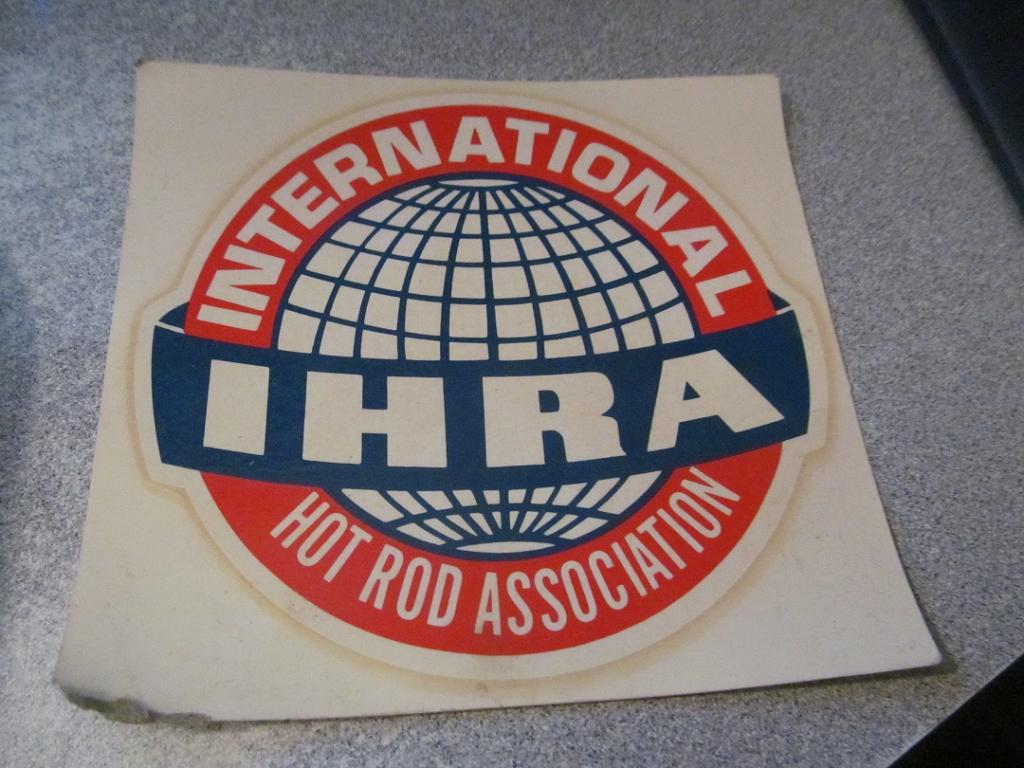 INTERNATIONAL
IHRA
HOT ROD ASSOCIATION